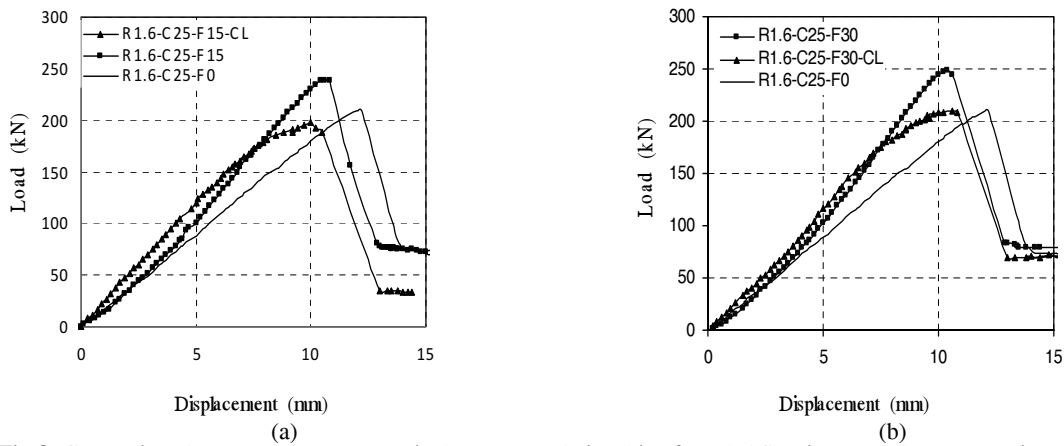 300
250
200
150
100
50
0
Load (kN)
R1.6-C25-F15-CL
R1.6-C25-F15
R1.6-C25-F0
0 5 10 15
Displacement (mm)
(a)
300
250
200
150
100
50
0
Load (kN)
R1.6-C25-F30
R1.6-C25-F30-CL
R1.6-C25-F0
0 5 10 15
Displacement (mm)
(b)